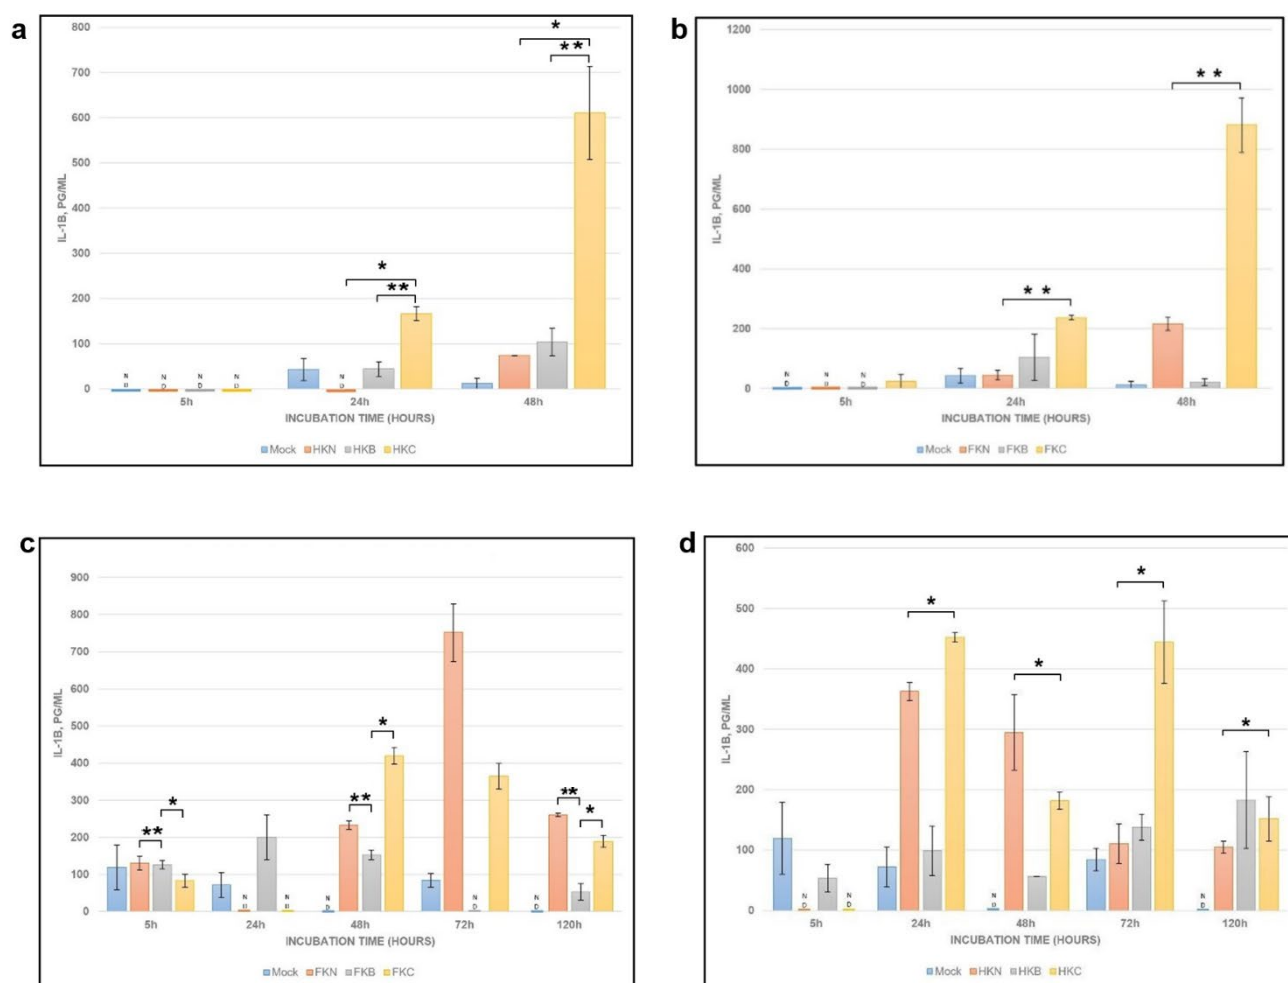 a
800
*
700
**
600
500
IL-1B, PG/ML
400
300
*
200
**
100
N D N D N D N D
0
5h 24h 48h
INCUBATION TIME (HOURS)
Mock HKN HKB HKC
b
1200
**
1000
800
IL-1B, PG/ML
600
400
**
200
N D N D N D
0
5h 24h 48h
INCUBATION TIME (HOURS)
Mock FKN FKB FKC
c
900
800
700
600
IL-1B, PG/ML
500
*
400
300
** **
*
200
** *
100
N D N D N D N D N D
0
5h 24h 48h 72h 120h
INCUBATION TIME (HOURS)
Mock FKN FKB FKC
d
600
*
500
*
400
*
IL-1B, PG/ML
300
*
200
100
N D N D N D N D
0
5h 24h 48h 72h 120h
INCUBATION TIME (HOURS)
Mock HKN HKB HKC